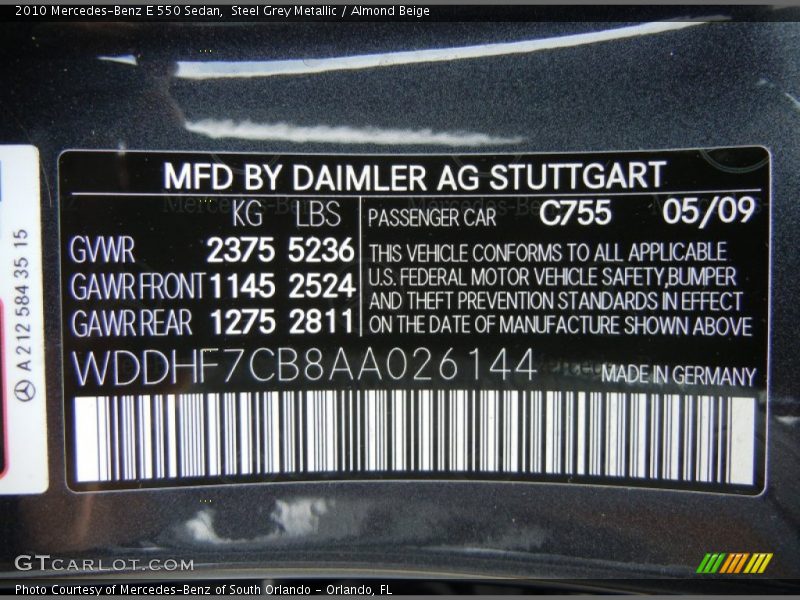 2010 Mercedes-Benz E 550 Sedan, Steel Grey Metallic / Almond Beige
A 212 584 35 15
MFD BY DAIMLER AG STUTTGART
KG LBS
GVWR 2375 5236
GAWR FRONT 1145 2524
GAWR REAR 1275 2811
PASSENGER CAR C755 05/09
THIS VEHICLE CONFORMS TO ALL APPLICABLE
U.S. FEDERAL MOTOR VEHICLE SAFETY,BUMPER
AND THEFT PREVENTION STANDARDS IN EFFECT
ON THE DATE OF MANUFACTURE SHOWN ABOVE
WDDHF7CB8AA026144
MADE IN GERMANY
GTCARLOT.COM
Photo Courtesy of Mercedes-Benz of South Orlando - Orlando, FL